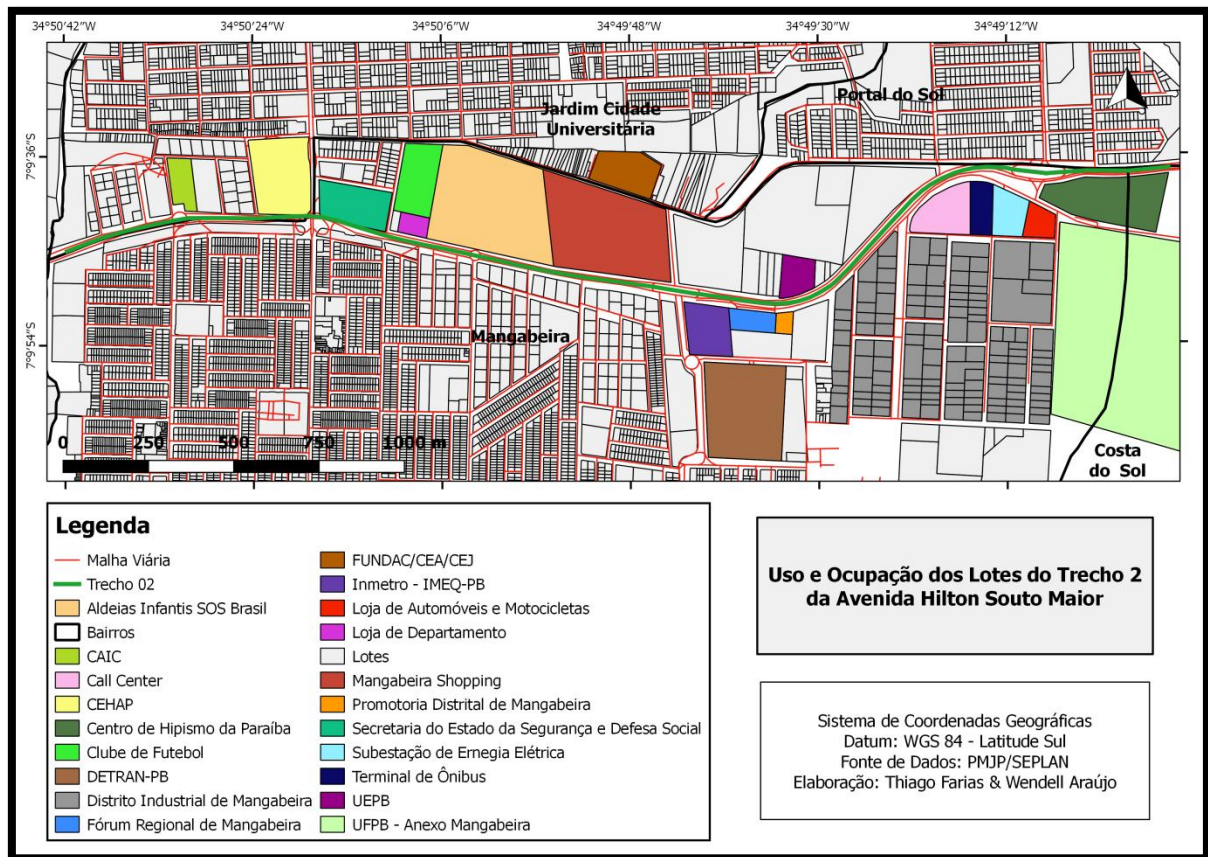 34°50'42"W 34°50'24"W 34°50'6"W 34°49'48"W 34°49'30"W 34°49'12"W
7°9'36"S
7°9'54"S
Portal do Sol
Jardim Cidade
Universitária
Mangabeira
Costa
do Sol
0 250 500 750 1000 m
Legenda
Malha Viária
Trecho 02
Aldeias Infantis SOS Brasil
Bairros
CAIC
Call Center
CEHAP
Centro de Hipismo da Paraíba
Clube de Futebol
DETRAN-PB
Distrito Industrial de Mangabeira
Fórum Regional de Mangabeira
FUNDAC/CEA/CEJ
Inmetro - IMEQ-PB
Loja de Automóveis e Motocicletas
Loja de Departamento
Lotes
Mangabeira Shopping
Promotoria Distrital de Mangabeira
Secretaria do Estado da Segurança e Defesa Social
Subestação de Ernegia Elétrica
Terminal de Ônibus
UEPB
UFPB - Anexo Mangabeira
Uso e Ocupação dos Lotes do Trecho 2
da Avenida Hilton Souto Maior
Sistema de Coordenadas Geográficas
Datum: WGS 84 - Latitude Sul
Fonte de Dados: PMJP/SEPLAN
Elaboração: Thiago Farias & Wendell Araújo